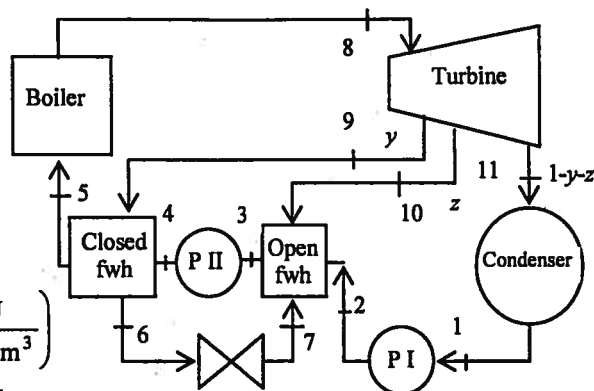 8
Turbine
Boiler
9
y
11
1-y-z
5
4
3
10
z
Closed
fwh
P II
Open
fwh
Condenser
6
7
2
1
P I
m³